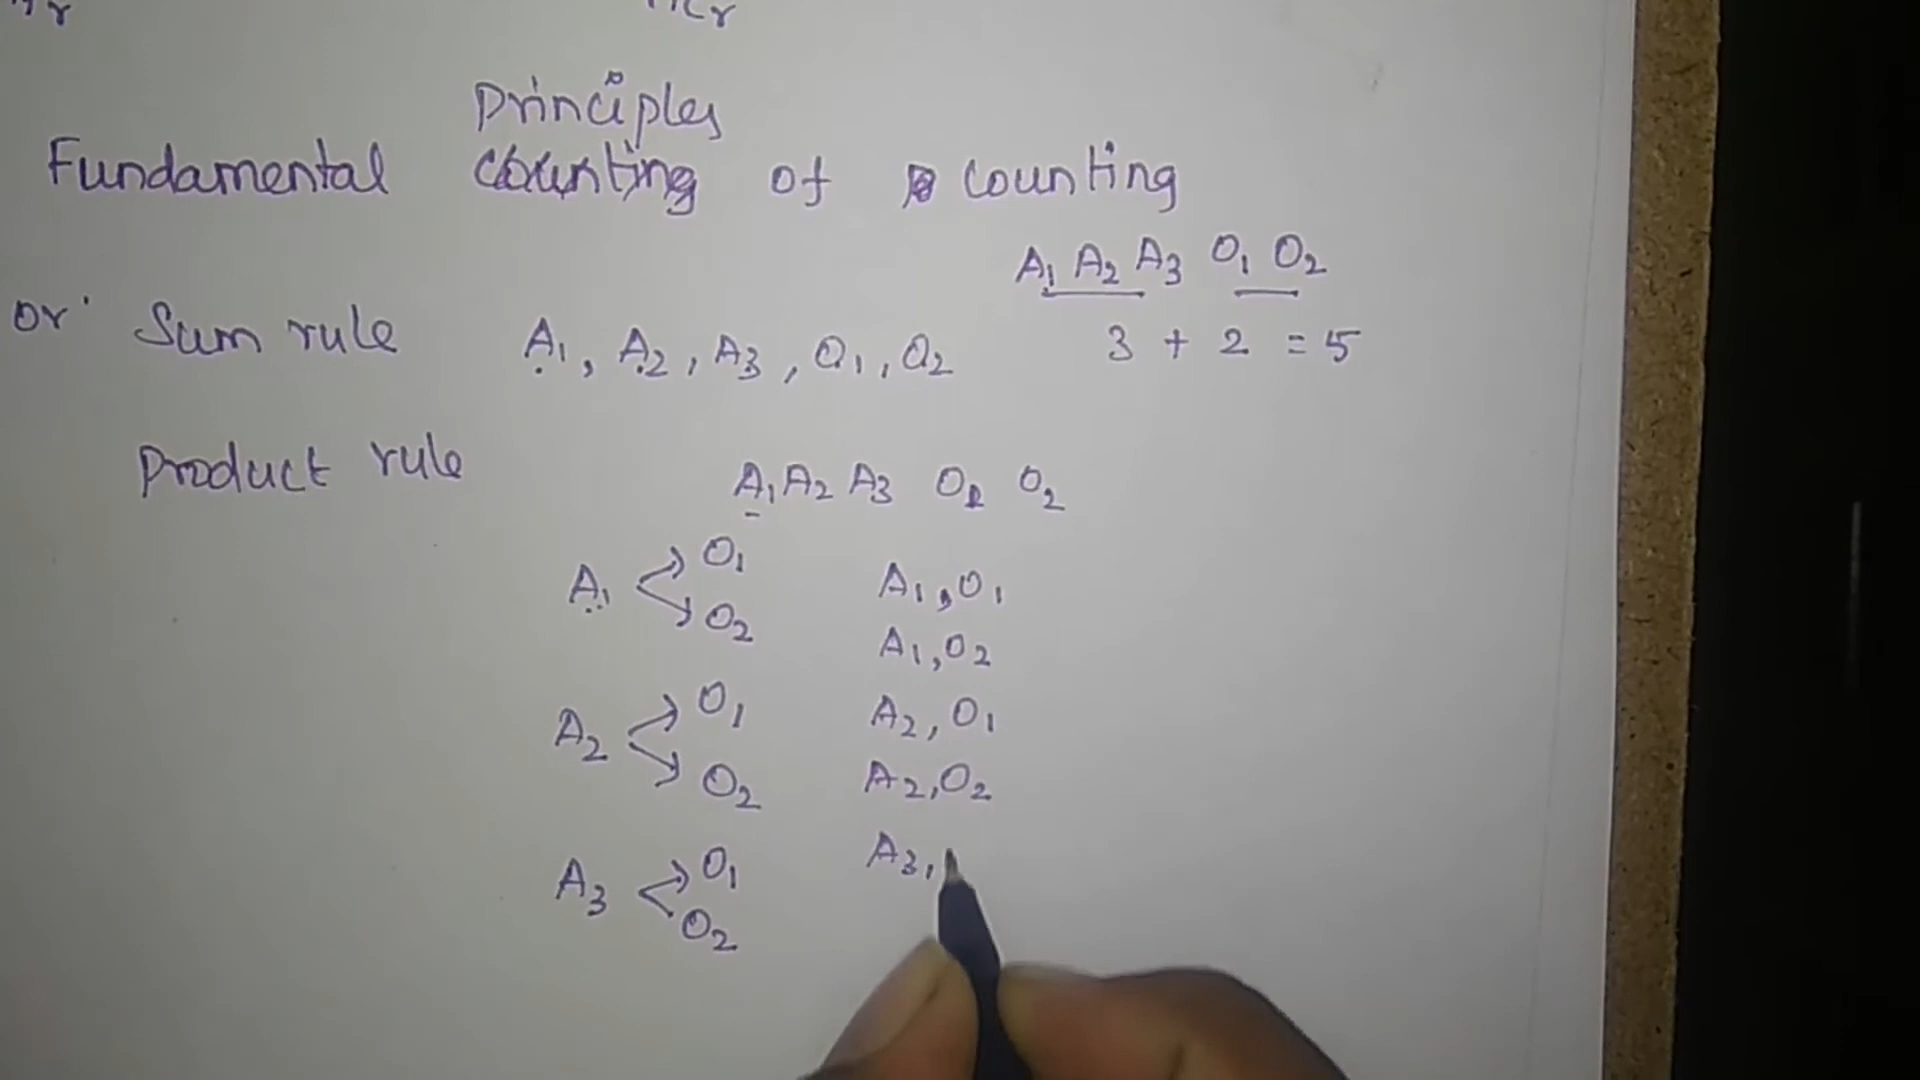 Principles
Fundamental counting of counting
A1 A2 A3 O1 O2
or Sum rule A1, A2, A3, O1, O2 3 + 2 = 5
Product rule A1 A2 A3 O1 O2
A1 O1 A1, O1
O2 A1, O2
A2 O1 A2, O1
O2 A2, O2
A3 O1 A3,
O2